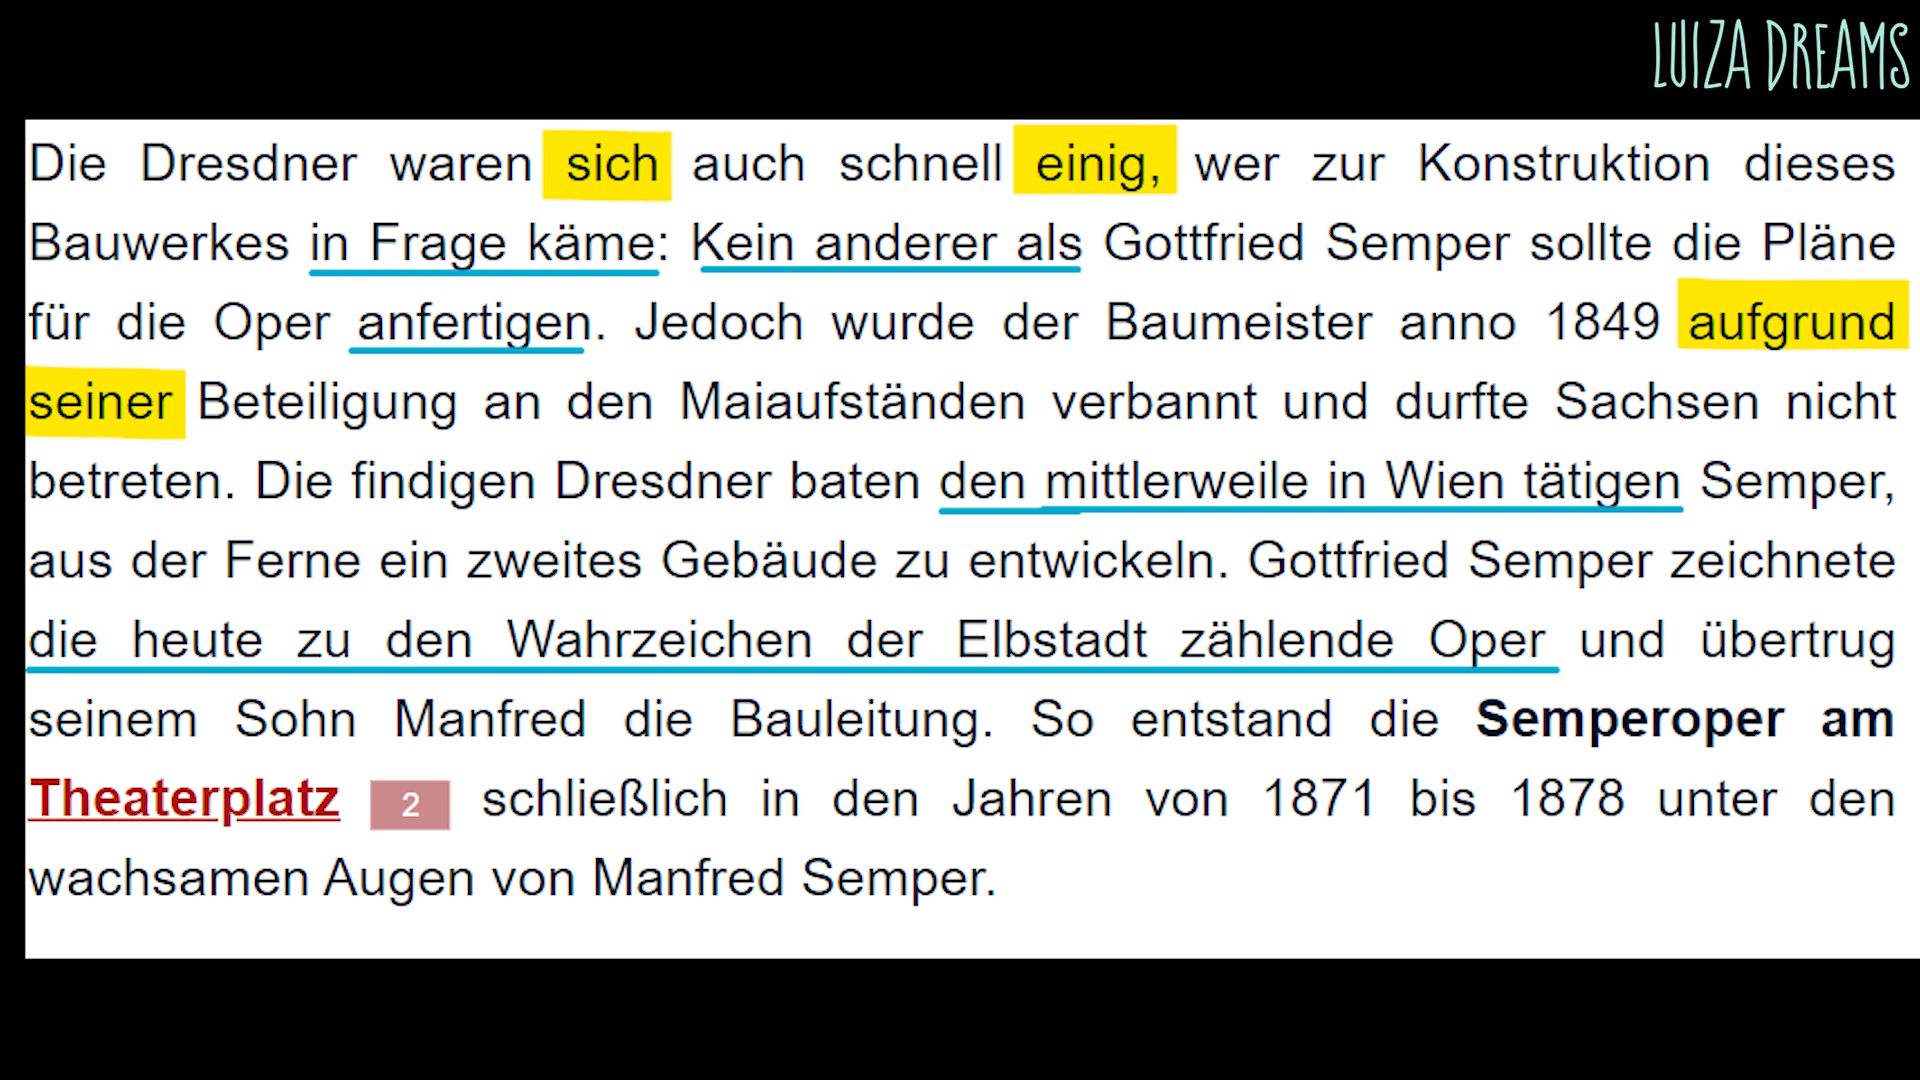 LUIZA DREAMS
Die Dresdner waren sich auch schnell einig, wer zur Konstruktion dieses
Bauwerkes in Frage käme: Kein anderer als Gottfried Semper sollte die Pläne
für die Oper anfertigen. Jedoch wurde der Baumeister anno 1849 aufgrund
seiner Beteiligung an den Maiaufständen verbannt und durfte Sachsen nicht
betreten. Die findigen Dresdner baten den mittlerweile in Wien tätigen Semper,
aus der Ferne ein zweites Gebäude zu entwickeln. Gottfried Semper zeichnete
die heute zu den Wahrzeichen der Elbstadt zählende Oper und übertrug
seinem Sohn Manfred die Bauleitung. So entstand die Semperoper am
Theaterplatz 2 schließlich in den Jahren von 1871 bis 1878 unter den
wachsamen Augen von Manfred Semper.